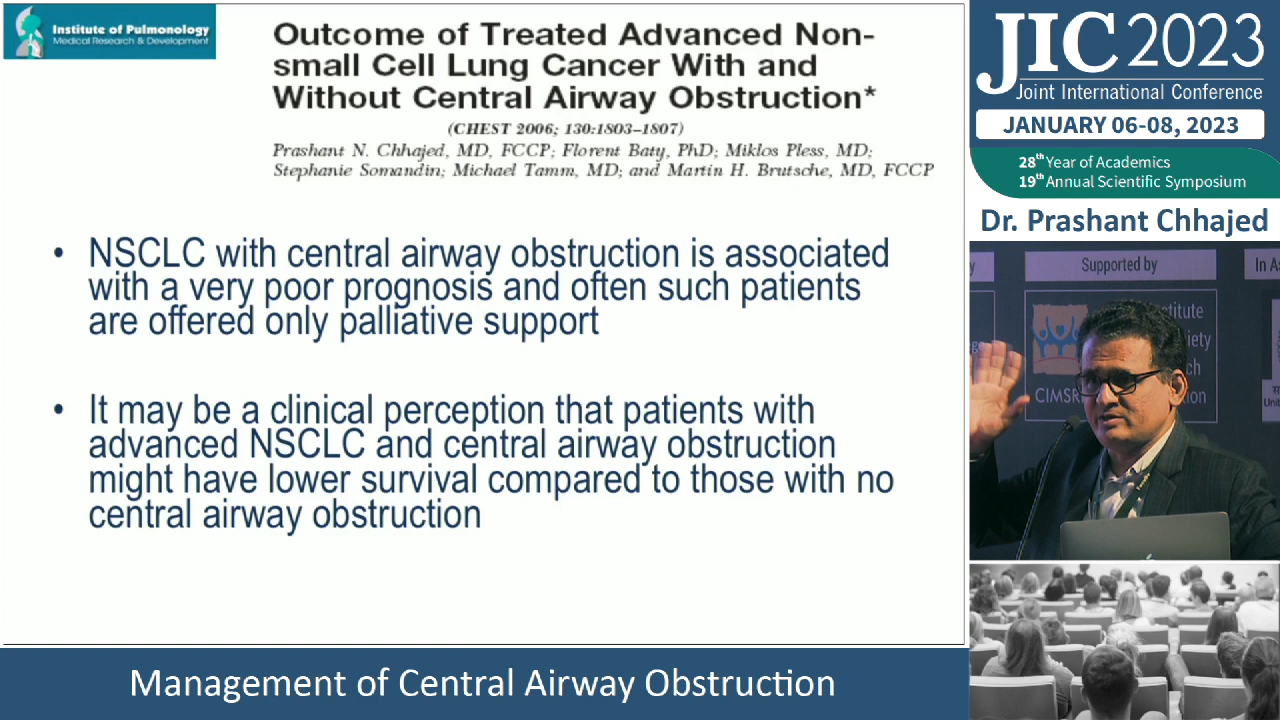 Institute of Pulmonology
Medical Research & Development
Outcome of Treated Advanced Non-
small Cell Lung Cancer With and
Without Central Airway Obstruction*
(CHEST 2006; 130:1803–1807)
Prashant N. Chhajed, MD, FCCP; Florent Baty, PhD; Miklos Pless, MD;
Stephanie Somandin; Michael Tamm, MD; and Martin H. Brutsche, MD, FCCP
• NSCLC with central airway obstruction is associated
with a very poor prognosis and often such patients
are offered only palliative support
• It may be a clinical perception that patients with
advanced NSCLC and central airway obstruction
might have lower survival compared to those with no
central airway obstruction
Management of Central Airway Obstruction
JIC 2023
Joint International Conference
JANUARY 06-08, 2023
28th Year of Academics
19th Annual Scientific Symposium
Dr. Prashant Chhajed
Supported by
In As
CIMSR